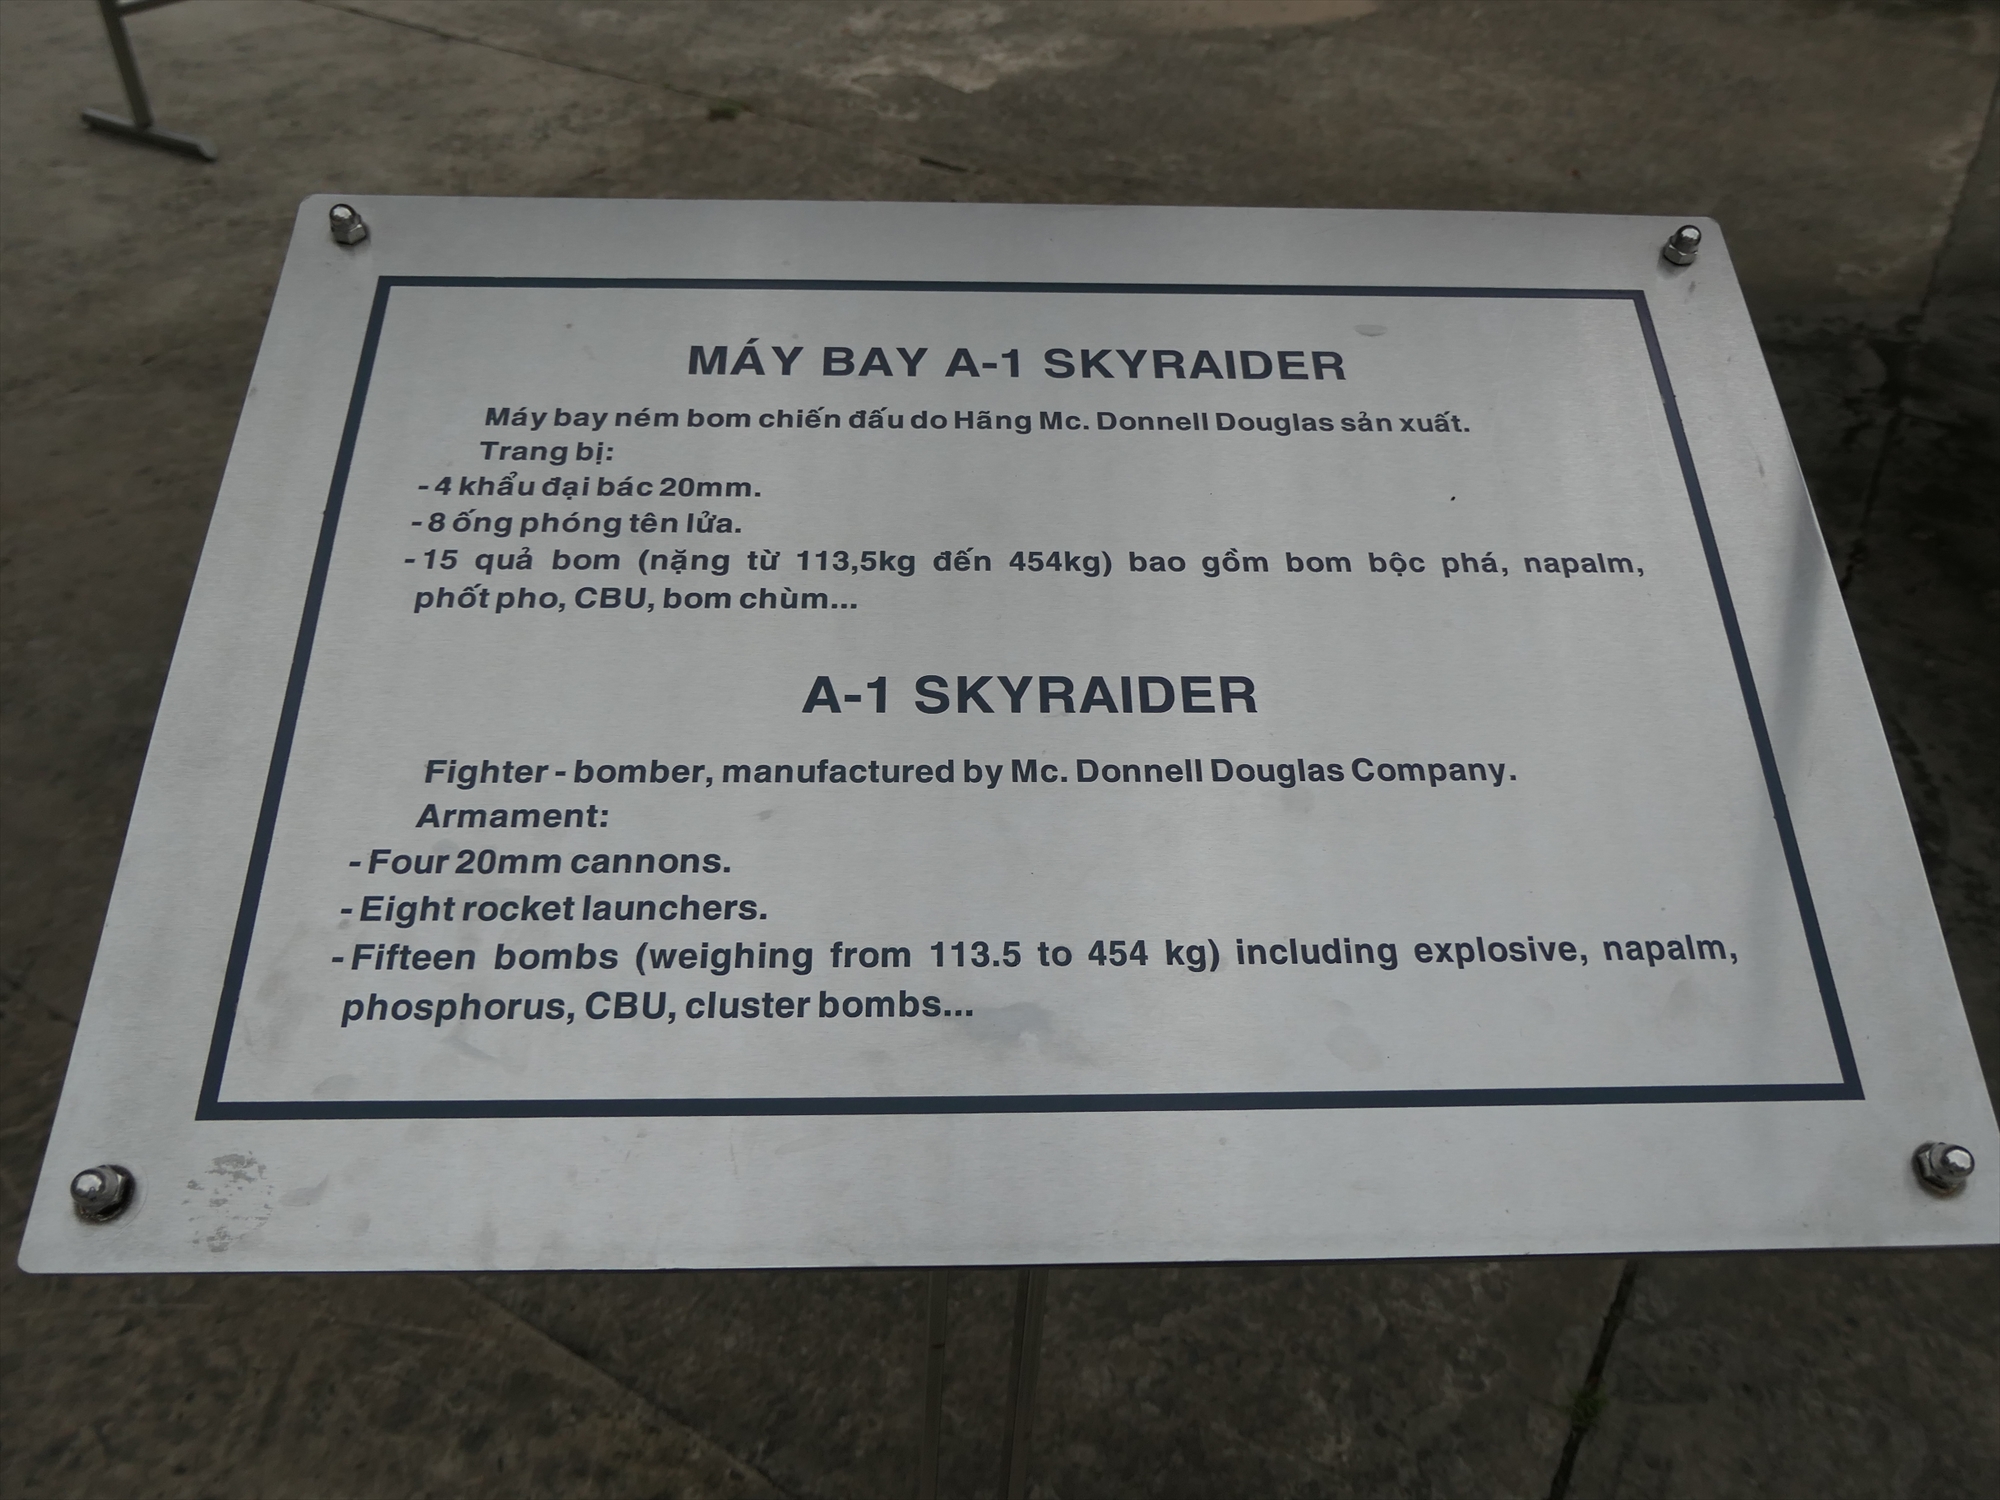 MÁY BAY A-1 SKYRAIDER
Máy bay ném bom chiến đấu do Hãng Mc. Donnell Douglas sản xuất.
Trang bị:
- 4 khẩu đại bác 20mm.
- 8 ống phóng tên lửa.
- 15 quả bom (nặng từ 113,5kg đến 454kg) bao gồm bom bộc phá, napalm,
phốt pho, CBU, bom chùm...
A-1 SKYRAIDER
Fighter - bomber, manufactured by Mc. Donnell Douglas Company.
Armament:
- Four 20mm cannons.
- Eight rocket launchers.
- Fifteen bombs (weighing from 113.5 to 454 kg) including explosive, napalm,
phosphorus, CBU, cluster bombs...